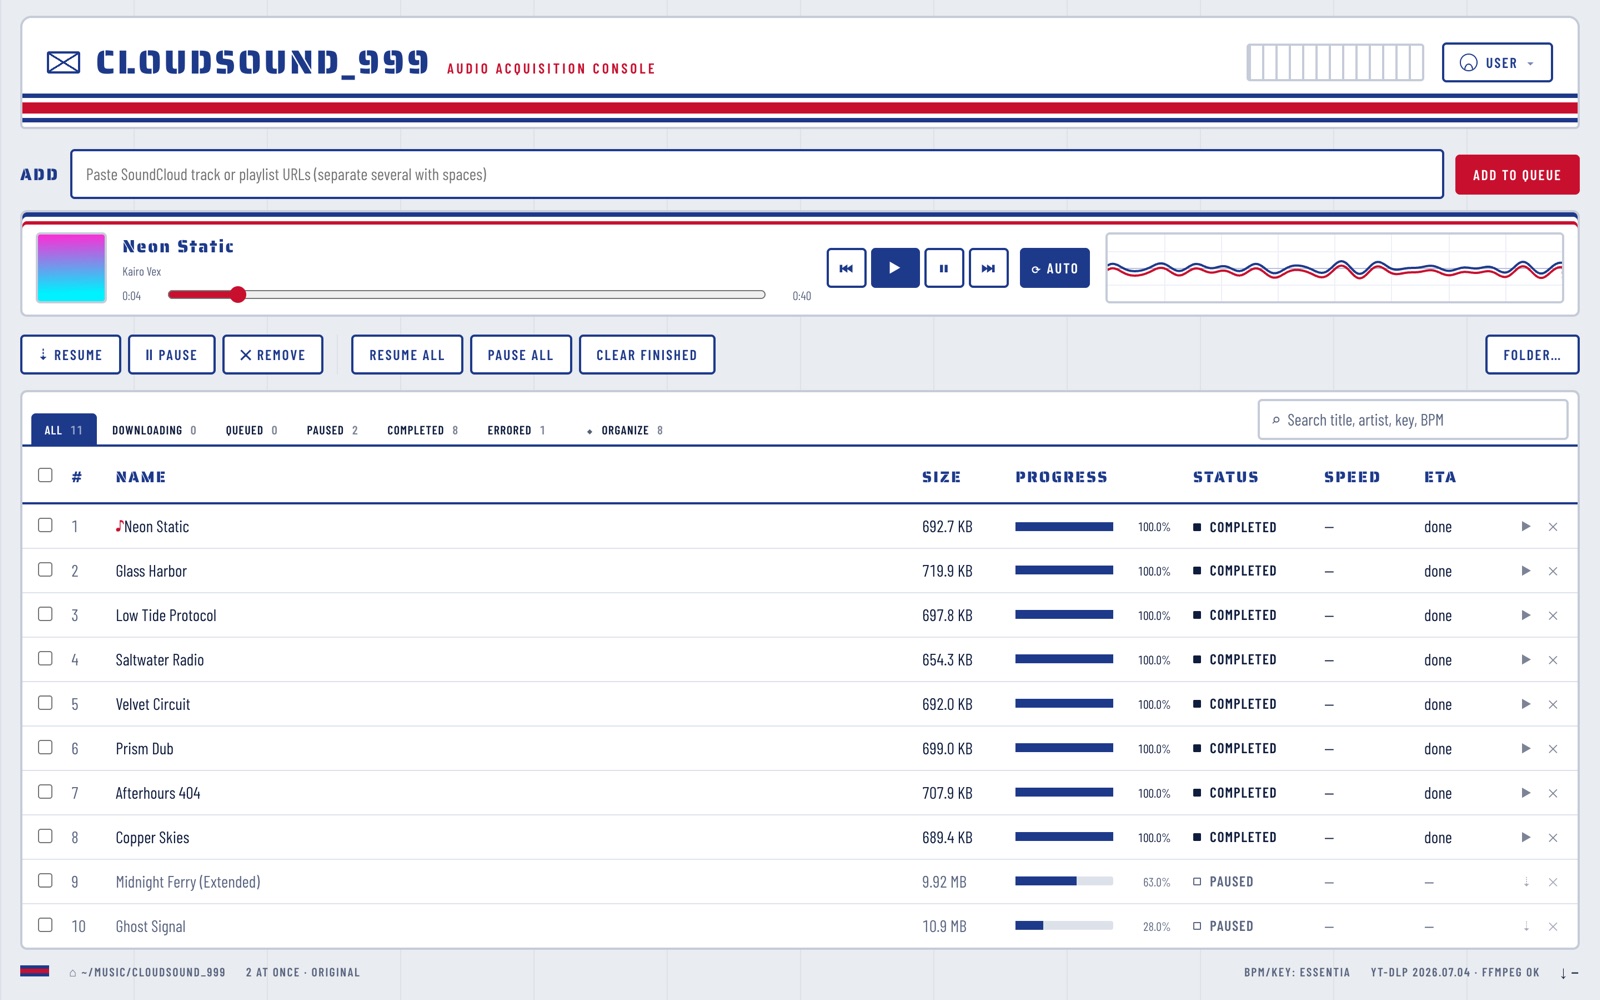 CLOUDSOUND_999 AUDIO ACQUISITION CONSOLE USER
ADD Paste SoundCloud track or playlist URLs (separate several with spaces) ADD TO QUEUE
Neon Static
Kairo Vex
0:04 0:40
AUTO
RESUME PAUSE REMOVE RESUME ALL PAUSE ALL CLEAR FINISHED FOLDER...
ALL 11 DOWNLOADING 0 QUEUED 0 PAUSED 2 COMPLETED 8 ERRORED 1 ORGANIZE 8 Search title, artist, key, BPM
# NAME SIZE PROGRESS STATUS SPEED ETA
1 ♪Neon Static 692.7 KB 100.0% COMPLETED — done
2 Glass Harbor 719.9 KB 100.0% COMPLETED — done
3 Low Tide Protocol 697.8 KB 100.0% COMPLETED — done
4 Saltwater Radio 654.3 KB 100.0% COMPLETED — done
5 Velvet Circuit 692.0 KB 100.0% COMPLETED — done
6 Prism Dub 699.0 KB 100.0% COMPLETED — done
7 Afterhours 404 707.9 KB 100.0% COMPLETED — done
8 Copper Skies 689.4 KB 100.0% COMPLETED — done
9 Midnight Ferry (Extended) 9.92 MB 63.0% PAUSED — —
10 Ghost Signal 10.9 MB 28.0% PAUSED — —
~/MUSIC/CLOUDSOUND_999 2 AT ONCE · ORIGINAL BPM/KEY: ESSENTIA YT-DLP 2026.07.04 · FFMPEG OK ↓ –